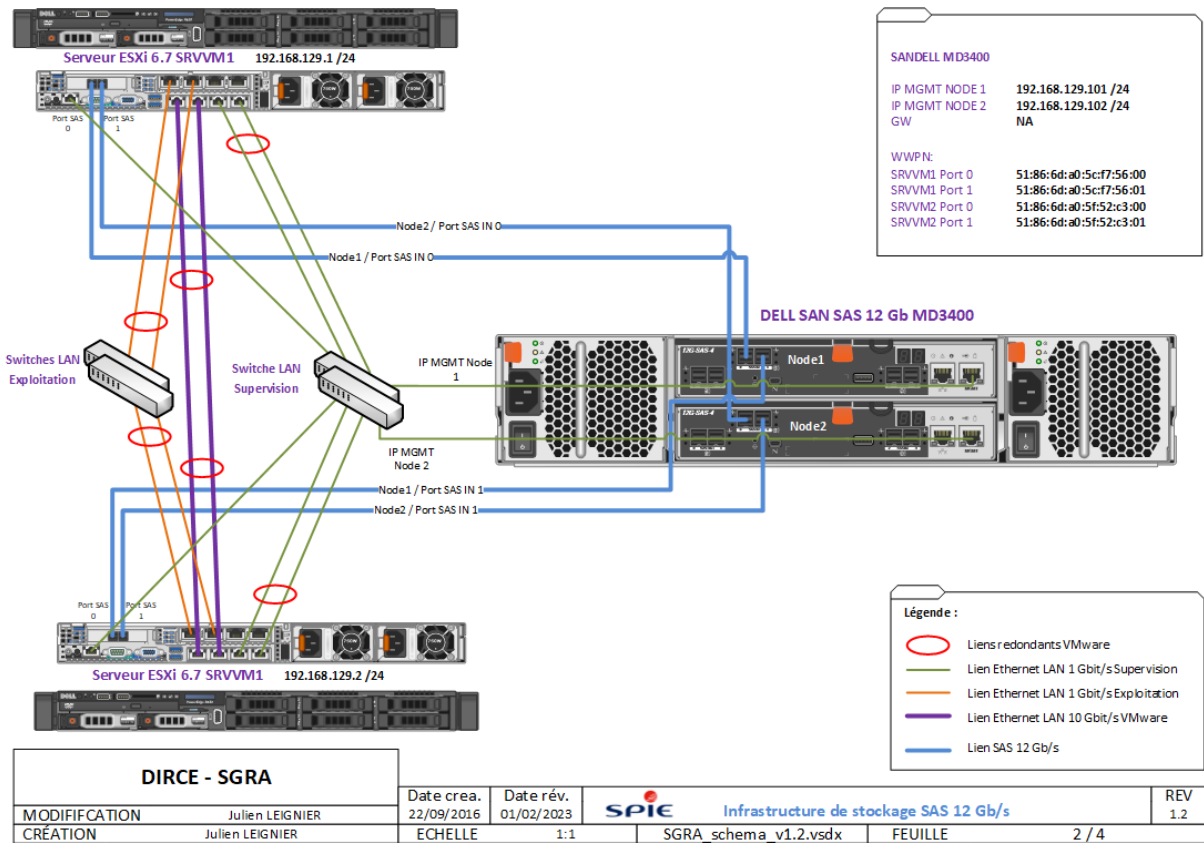 DELL
Serveur ESXi 6.7 SRVVM1 192.168.129.1 /24
750W 750W
Port SAS 0
Port SAS 1
SANDELL MD3400
IP MGMT NODE 1 192.168.129.101 /24
IP MGMT NODE 2 192.168.129.102 /24
GW NA
WWPN:
SRVVM1 Port 0 51:86:6d:a0:5c:f7:56:00
SRVVM1 Port 1 51:86:6d:a0:5c:f7:56:01
SRVVM2 Port 0 51:86:6d:a0:5f:52:c3:00
SRVVM2 Port 1 51:86:6d:a0:5f:52:c3:01
Node2 / Port SAS IN 0
Node1 / Port SAS IN 0
DELL SAN SAS 12 Gb MD3400
Switches LAN
Exploitation
Switche LAN
Supervision
IP MGMT Node
1
Node1
Node2
IP MGMT
Node 2
Node1 / Port SAS IN 1
Node2 / Port SAS IN 1
Port SAS 0
Port SAS 1
750W 750W
Serveur ESXi 6.7 SRVVM1 192.168.129.2 /24
DELL
Légende :
Liens redondants VMware
Lien Ethernet LAN 1 Gbit/s Supervision
Lien Ethernet LAN 1 Gbit/s Exploitation
Lien Ethernet LAN 10 Gbit/s VMware
Lien SAS 12 Gb/s
DIRCE - SGRA
MODIFIFCATION Julien LEIGNIER
CRÉATION Julien LEIGNIER
Date crea. Date rév.
22/09/2016 01/02/2023
ECHELLE 1:1
SPIE
Infrastructure de stockage SAS 12 Gb/s
SGRA_schema_v1.2.vsdx FEUILLE 2 / 4
REV
1.2